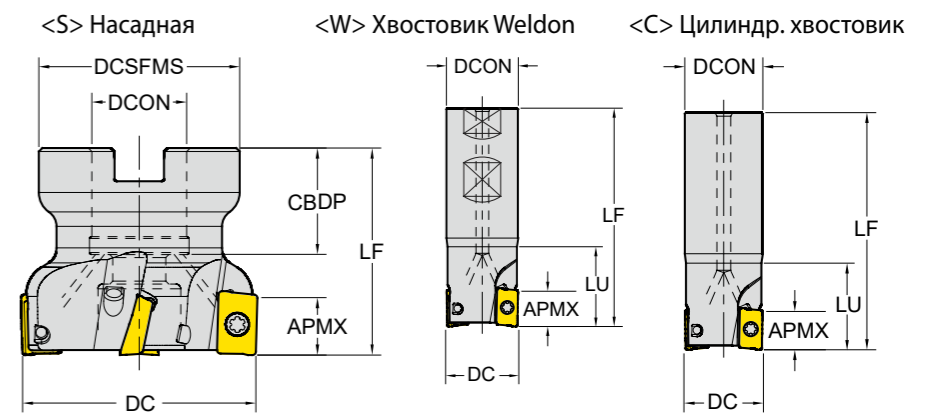 <S> Насадная
<W> Хвостовик Weldon
<C> Цилиндр. хвостовик
DCSFMS
DCON
CBDP
LF
APMX
DC
DCON
LF
LU
APMX
DC
DCON
LF
LU
APMX
DC